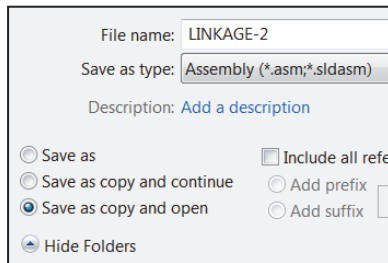 File name: LINKAGE-2
Save as type: Assembly (*.asm;*.sldasm)
Description: Add a description
Save as
Include all refe
Save as copy and continue
Add prefix
Save as copy and open
Add suffix
Hide Folders